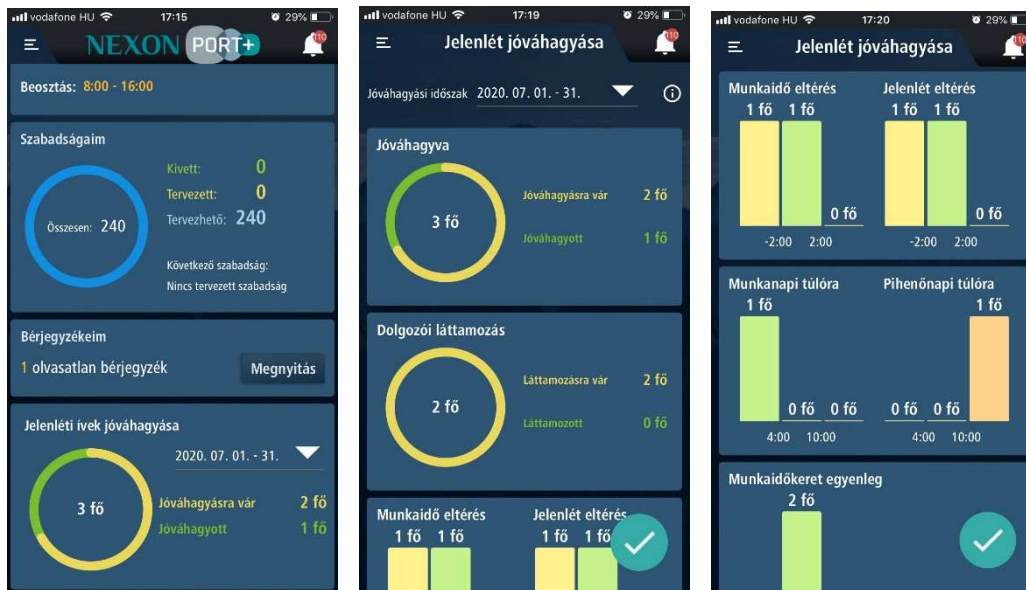 vodafone HU 17:15 29%
NEXON PORT+ 110
Beosztás: 8:00 - 16:00
Szabadságaim
Kivett: 0
Tervezett: 0
Összesen: 240 Tervezhető: 240
Következő szabadság:
Nincs tervezett szabadság
Bérjegyzékeim
1 olvasatlan bérjegyzék Megnyitás
Jelenléti ívek jóváhagyása
2020. 07. 01. - 31.
3 fő
Jóváhagyásra vár 2 fő
Jóváhagyott 1 fő
vodafone HU 17:19 29%
Jelenlét jóváhagyása 110
Jóváhagyási időszak 2020. 07. 01. - 31.
Jóváhagyva
Jóváhagyásra vár 2 fő
3 fő
Jóváhagyott 1 fő
Dolgozói láttamozás
Láttamozásra vár 2 fő
2 fő
Láttamozott 0 fő
Munkaidő eltérés Jelenlét eltérés
1 fő 1 fő 1 fő 1 fő
vodafone HU 17:20 29%
Jelenlét jóváhagyása 110
Munkaidő eltérés Jelenlét eltérés
1 fő 1 fő 1 fő 1 fő
0 fő 0 fő
-2:00 2:00 -2:00 2:00
Munkanapi túlóra Pihenőnapi túlóra
1 fő 1 fő
0 fő 0 fő 0 fő 0 fő
4:00 10:00 4:00 10:00
Munkaidőkeret egyenleg
2 fő